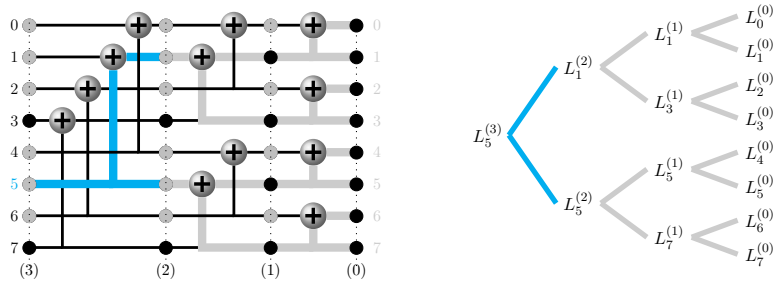 0 0
1 1
2 2
3 3
4 4
5 5
6 6
7 7
(3) (2) (1) (0)
L_5^{(3)}
L_1^{(2)}
L_5^{(2)}
L_1^{(1)}
L_3^{(1)}
L_5^{(1)}
L_7^{(1)}
L_0^{(0)}
L_1^{(0)}
L_2^{(0)}
L_3^{(0)}
L_4^{(0)}
L_5^{(0)}
L_6^{(0)}
L_7^{(0)}